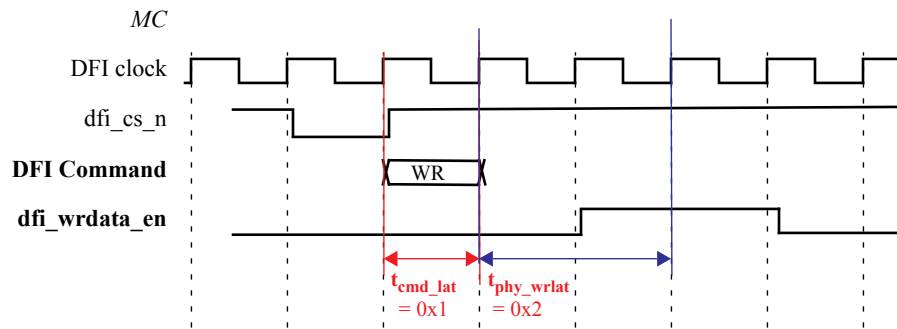 MC
DFI clock
dfi_cs_n
DFI Command
WR
dfi_wrdata_en
tcmd_lat
= 0x1
tphy_wrlat
= 0x2